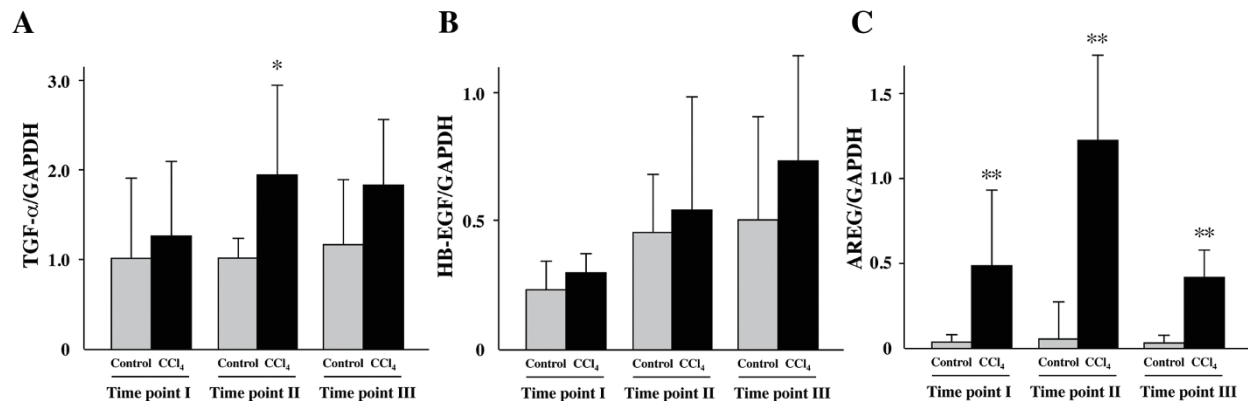 A
TGF-α/GAPDH
3.0
2.0
1.0
0
*
Control CCl₄ Control CCl₄ Control CCl₄
Time point I Time point II Time point III
B
HB-EGF/GAPDH
1.0
0.5
0
Control CCl₄ Control CCl₄ Control CCl₄
Time point I Time point II Time point III
C
AREG/GAPDH
1.5
1.0
0.5
0
**
**
**
Control CCl₄ Control CCl₄ Control CCl₄
Time point I Time point II Time point III